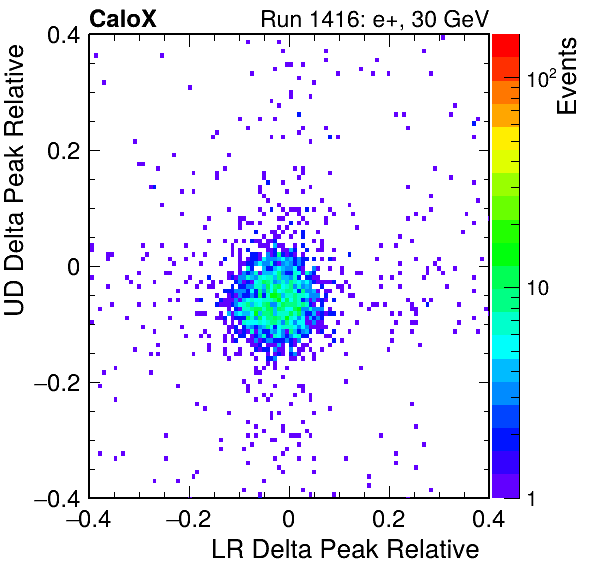 CaloX Run 1416: e+, 30 GeV
UD Delta Peak Relative
0.4
0.2
0
−0.2
−0.4
−0.4 −0.2 0 0.2 0.4
LR Delta Peak Relative
Events
10²
10
1